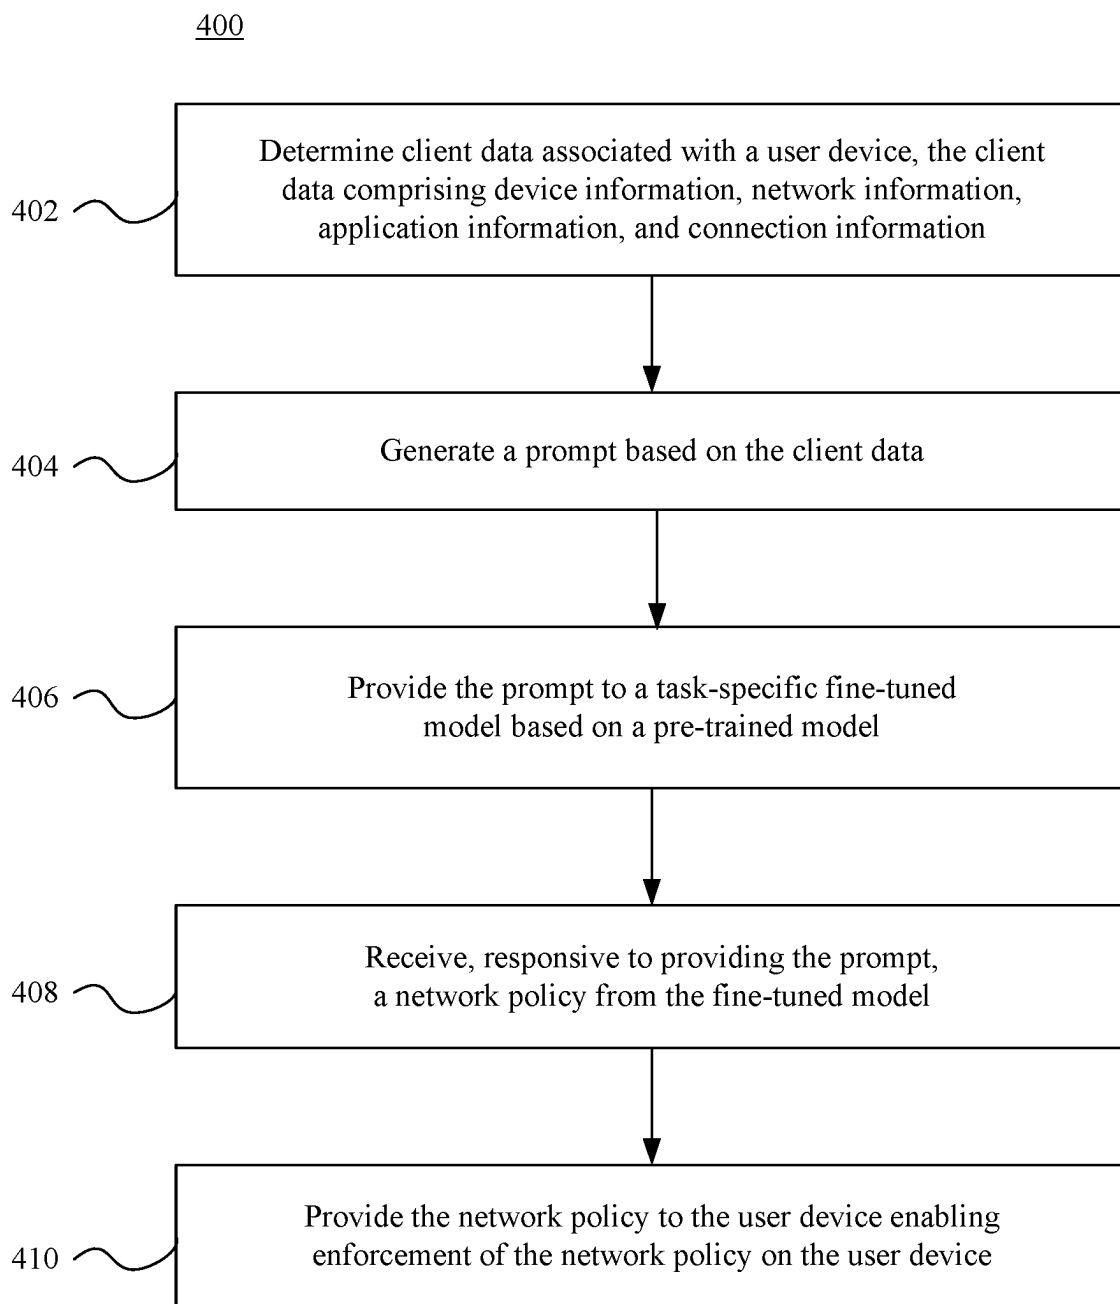 400
402
Determine client data associated with a user device, the client
data comprising device information, network information,
application information, and connection information
404
Generate a prompt based on the client data
406
Provide the prompt to a task-specific fine-tuned
model based on a pre-trained model
408
Receive, responsive to providing the prompt,
a network policy from the fine-tuned model
410
Provide the network policy to the user device enabling
enforcement of the network policy on the user device